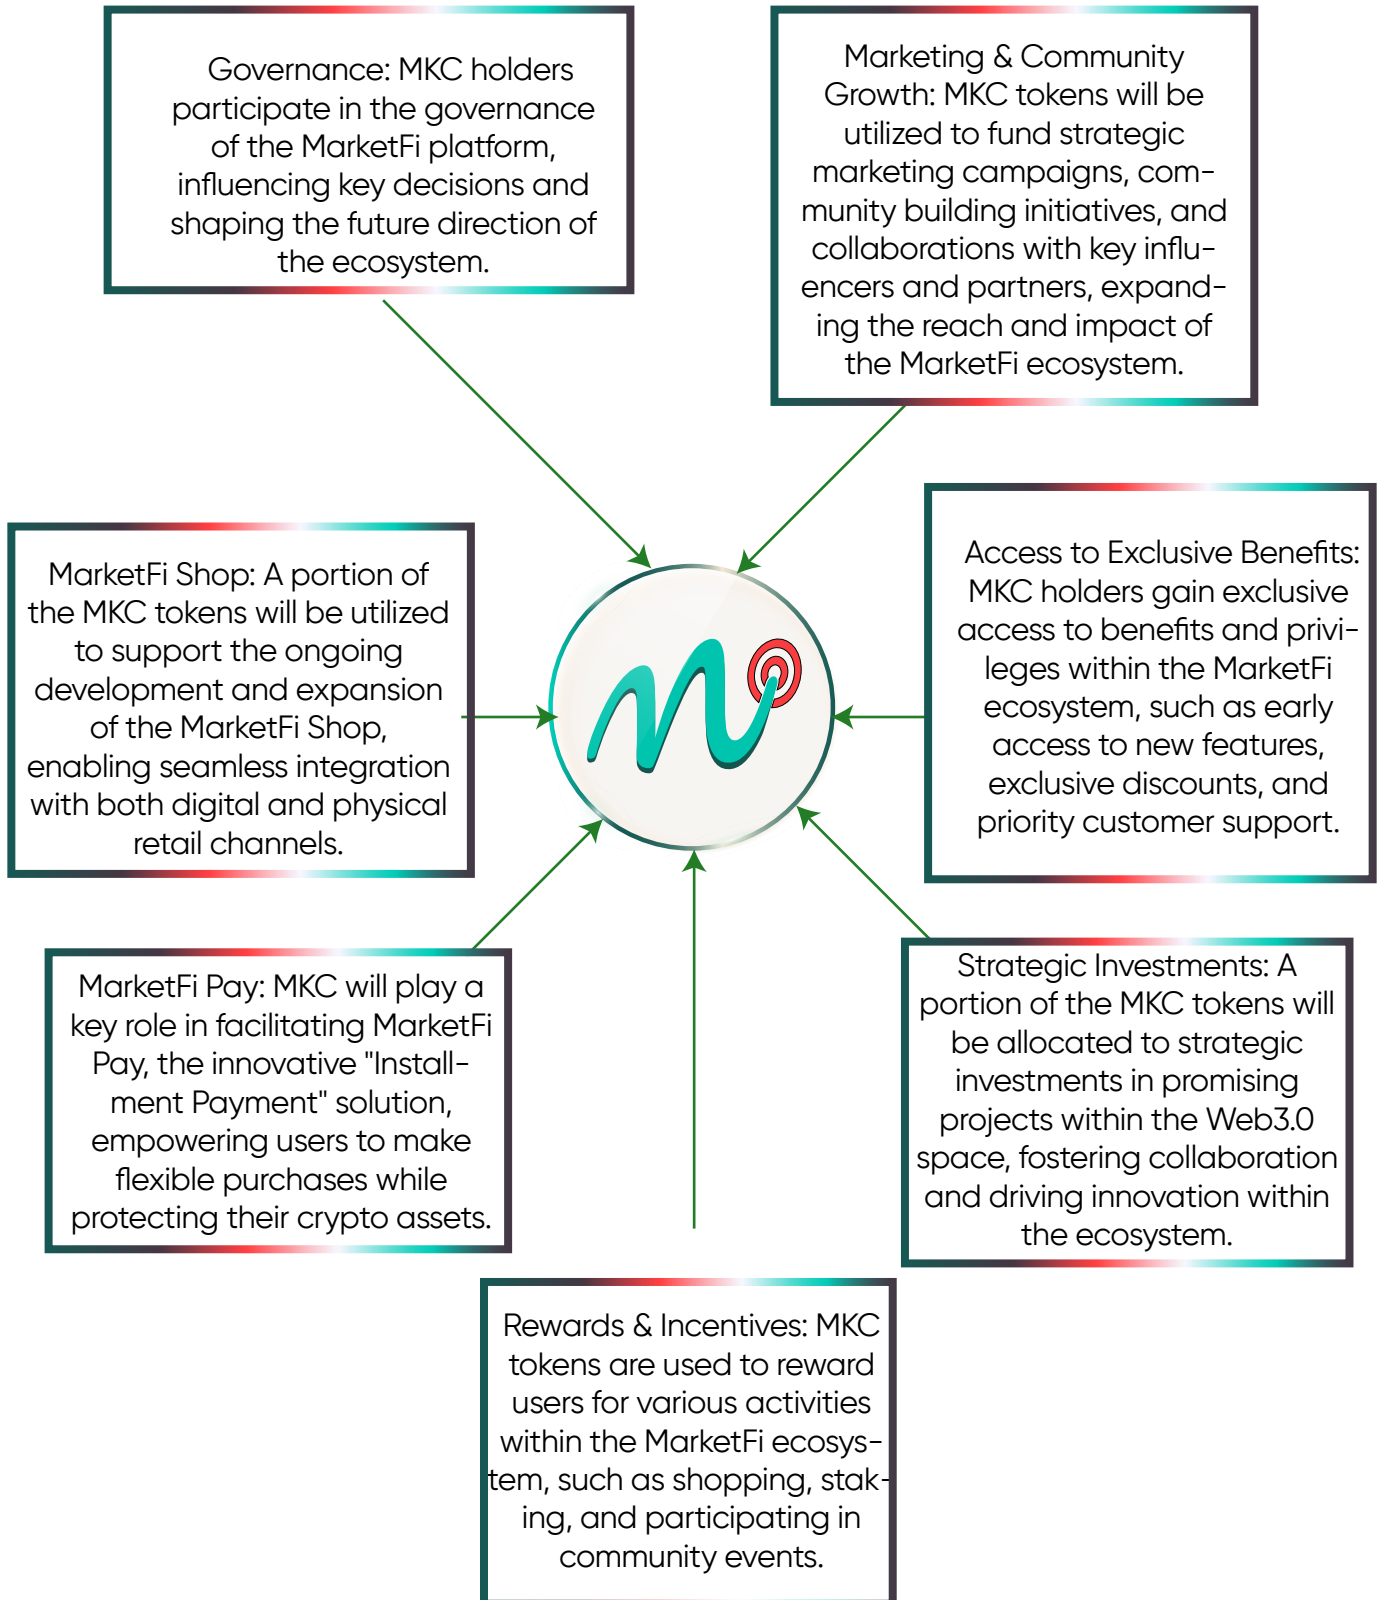 Governance: MKC holders
participate in the governance
of the MarketFi platform,
influencing key decisions and
shaping the future direction of
the ecosystem.
Marketing & Community
Growth: MKC tokens will be
utilized to fund strategic
marketing campaigns, com-
munity building initiatives, and
collaborations with key influ-
encers and partners, expand-
ing the reach and impact of
the MarketFi ecosystem.
MarketFi Shop: A portion of
the MKC tokens will be utilized
to support the ongoing
development and expansion
of the MarketFi Shop,
enabling seamless integration
with both digital and physical
retail channels.
Access to Exclusive Benefits:
MKC holders gain exclusive
access to benefits and privi-
leges within the MarketFi
ecosystem, such as early
access to new features,
exclusive discounts, and
priority customer support.
MarketFi Pay: MKC will play a
key role in facilitating MarketFi
Pay, the innovative "Install-
ment Payment" solution,
empowering users to make
flexible purchases while
protecting their crypto assets.
Strategic Investments: A
portion of the MKC tokens will
be allocated to strategic
investments in promising
projects within the Web3.0
space, fostering collaboration
and driving innovation within
the ecosystem.
Rewards & Incentives: MKC
tokens are used to reward
users for various activities
within the MarketFi ecosys-
tem, such as shopping, stak-
ing, and participating in
community events.